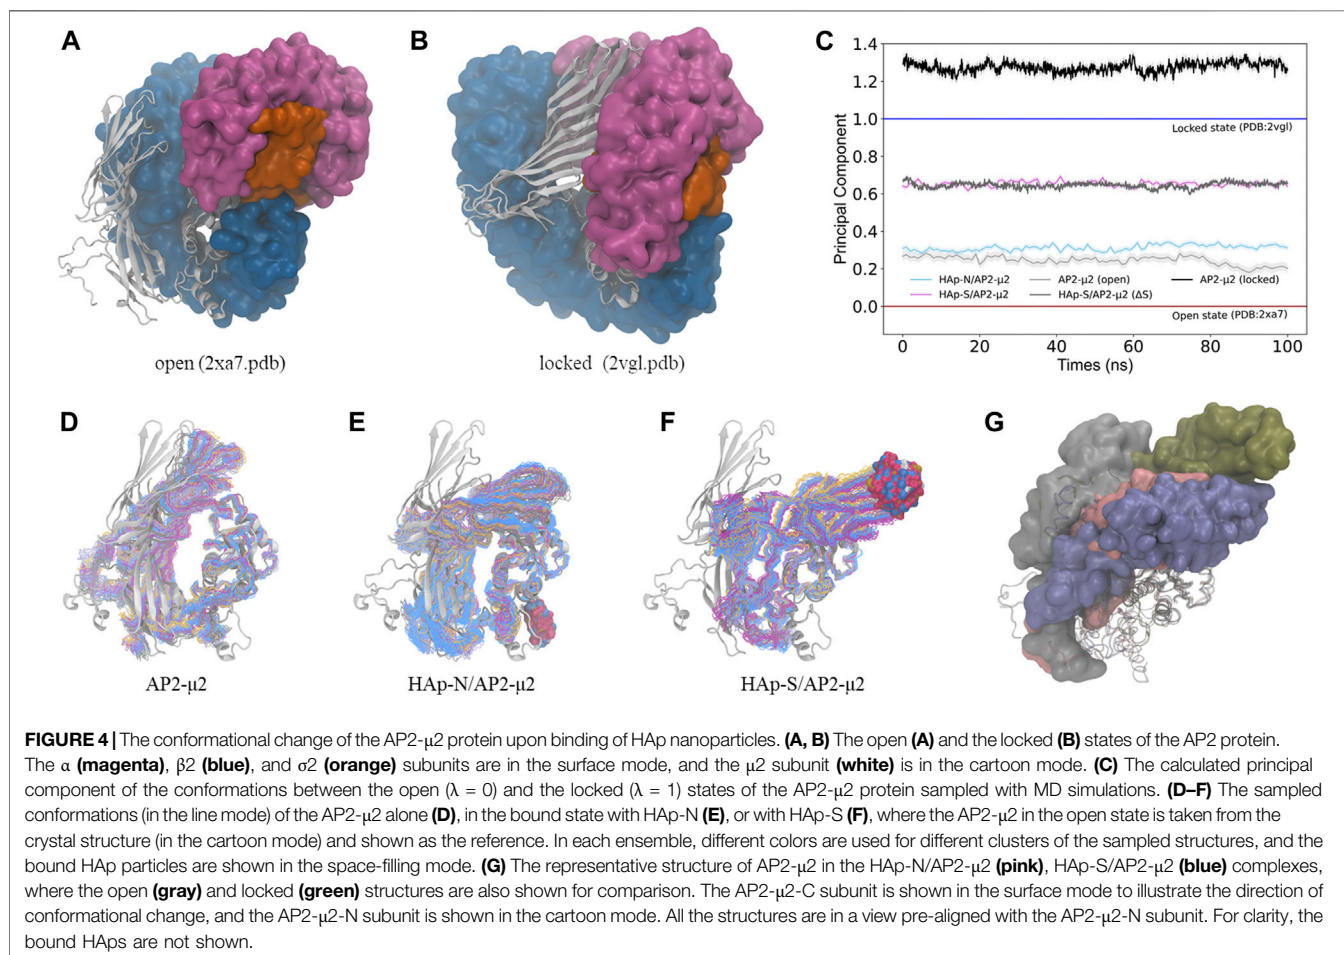 A
B
C
open (2xa7.pdb)
locked (2vgl.pdb)
Principal Component
1.4
1.2
1.0
0.8
0.6
0.4
0.2
0.0
Locked state (PDB:2vgl)
HAp-N/AP2-μ2
AP2-μ2 (open)
AP2-μ2 (locked)
HAp-S/AP2-μ2
HAp-S/AP2-μ2 (ΔS)
Open state (PDB:2xa7)
0 20 40 60 80 100
Times (ns)
D
E
F
G
AP2-μ2
HAp-N/AP2-μ2
HAp-S/AP2-μ2
FIGURE 4 | The conformational change of the AP2-μ2 protein upon binding of HAp nanoparticles. (A, B) The open (A) and the locked (B) states of the AP2 protein.
The α (magenta), β2 (blue), and σ2 (orange) subunits are in the surface mode, and the μ2 subunit (white) is in the cartoon mode. (C) The calculated principal
component of the conformations between the open (λ = 0) and the locked (λ = 1) states of the AP2-μ2 protein sampled with MD simulations. (D–F) The sampled
conformations (in the line mode) of the AP2-μ2 alone (D), in the bound state with HAp-N (E), or with HAp-S (F), where the AP2-μ2 in the open state is taken from the
crystal structure (in the cartoon mode) and shown as the reference. In each ensemble, different colors are used for different clusters of the sampled structures, and the
bound HAp particles are shown in the space-filling mode. (G) The representative structure of AP2-μ2 in the HAp-N/AP2-μ2 (pink), HAp-S/AP2-μ2 (blue) complexes,
where the open (gray) and locked (green) structures are also shown for comparison. The AP2-μ2-C subunit is shown in the surface mode to illustrate the direction of
conformational change, and the AP2-μ2-N subunit is shown in the cartoon mode. All the structures are in a view pre-aligned with the AP2-μ2-N subunit. For clarity, the
bound HAps are not shown.